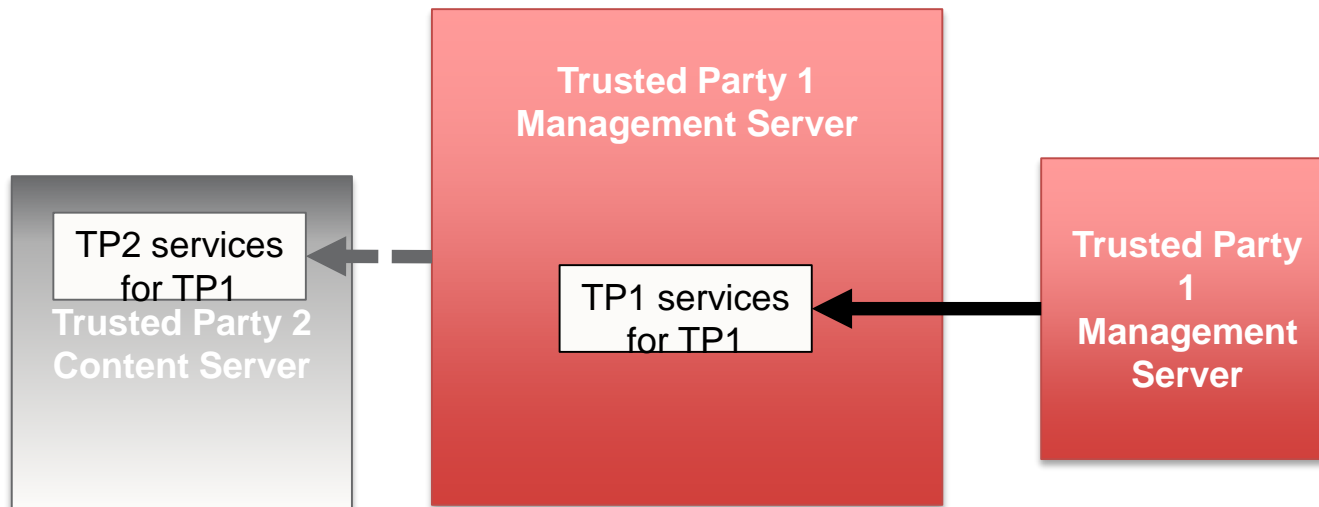 Trusted Party 1
Management Server
TP2 services
for TP1
Trusted Party 2
Content Server
TP1 services
for TP1
Trusted Party
1
Management
Server